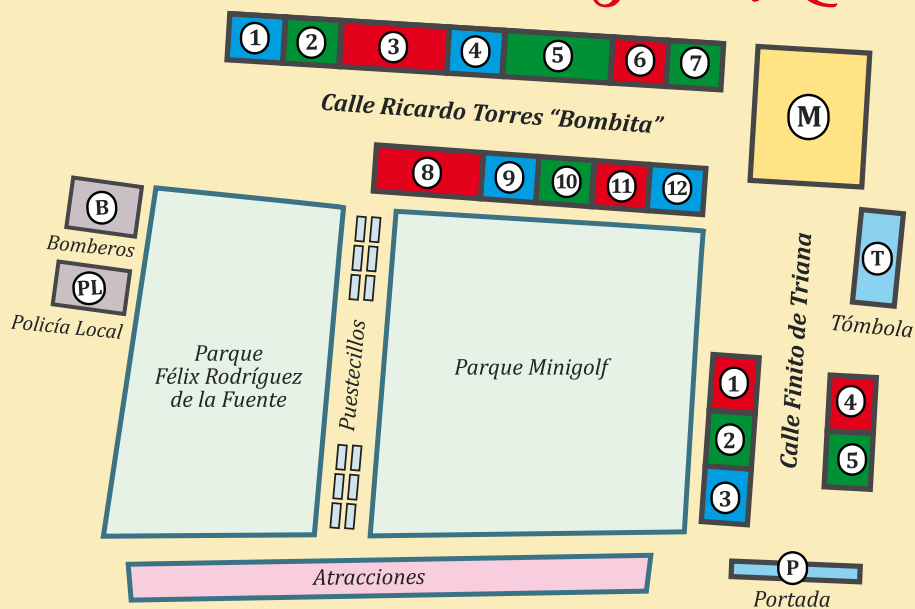 1 2 3 4 5 6 7
Calle Ricardo Torres “Bombita”
M
8 9 10 11 12
B
Bomberos
PL
Policía Local
Parque
Félix Rodríguez
de la Fuente
Puestecillos
Parque Minigolf
Calle Finito de Triana
T
Tómbola
1
2
3
4
5
Atracciones
P
Portada